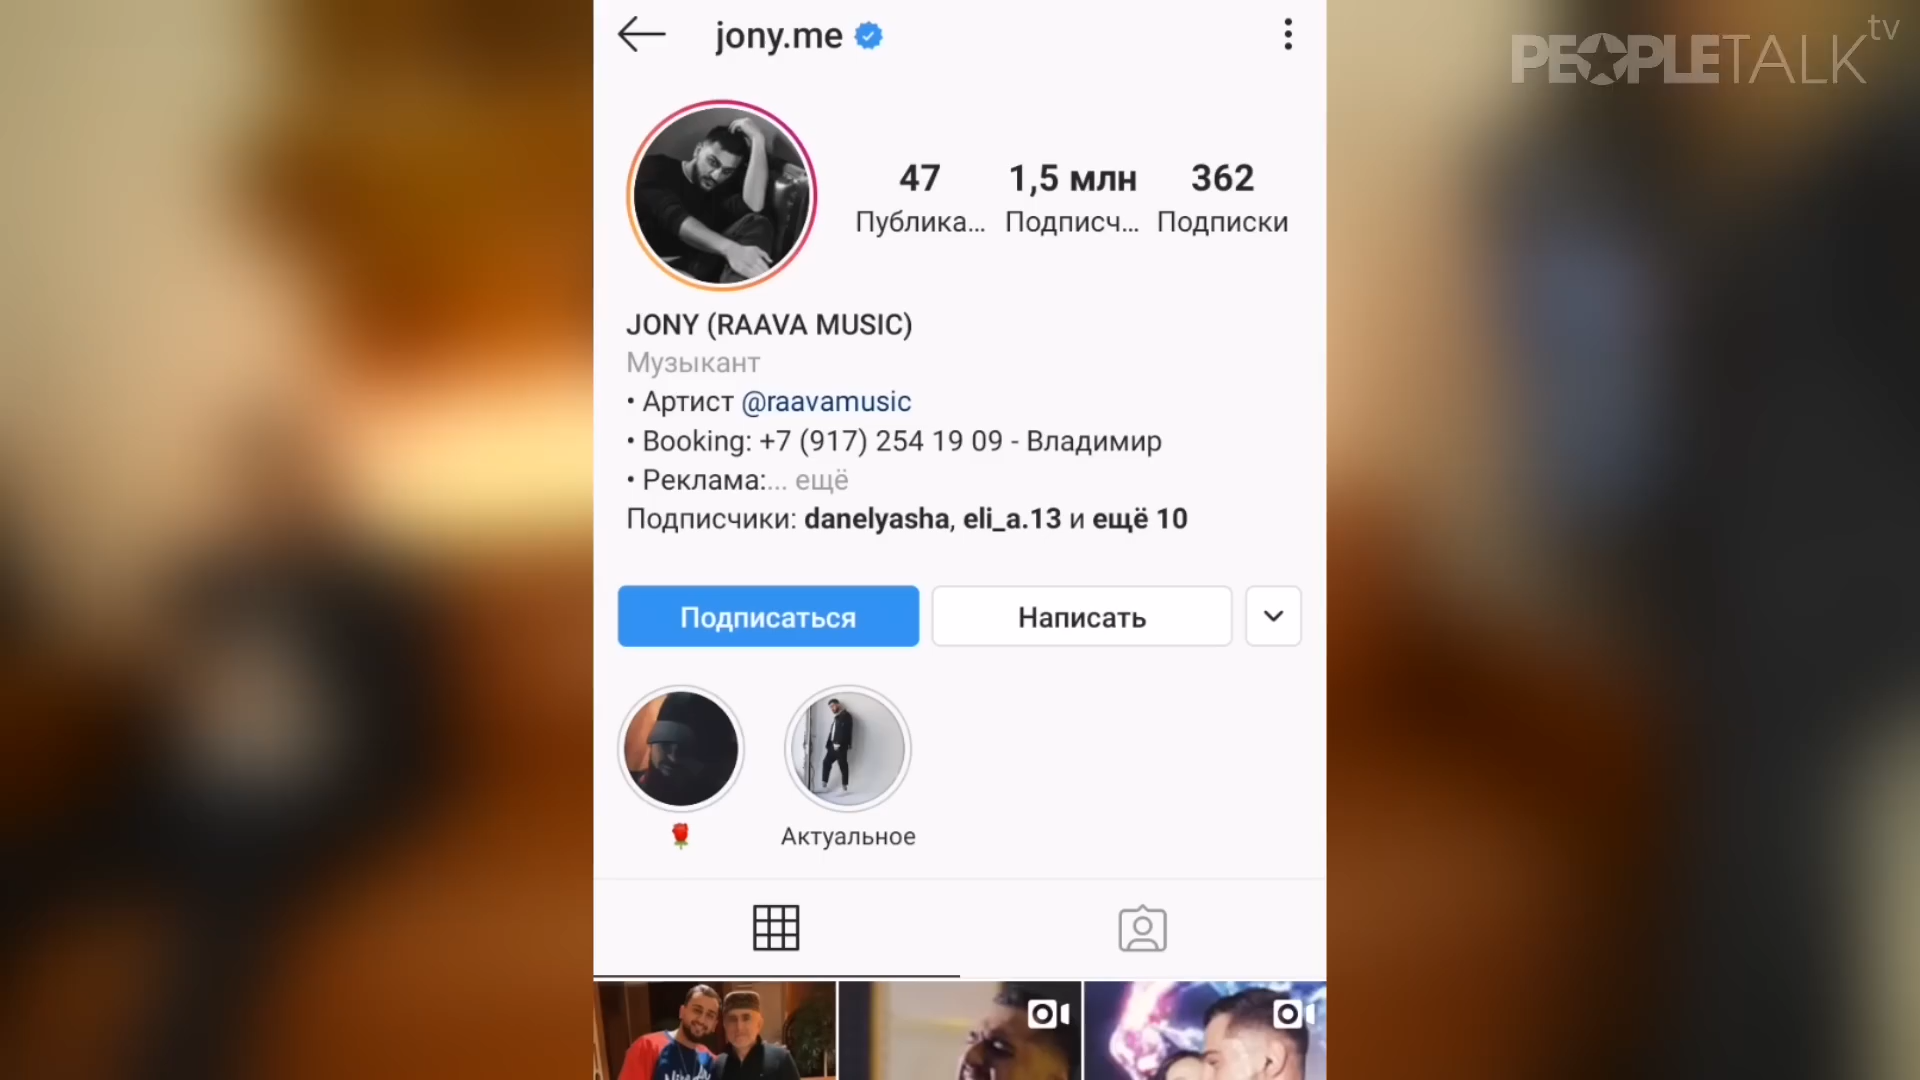 jony.me
PEOPLETALK tv
47 1,5 млн 362
Публика... Подписч... Подписки
JONY (RAAVA MUSIC)
Музыкант
• Артист @raavamusic
• Booking: +7 (917) 254 19 09 - Владимир
• Реклама:... ещё
Подписчики: danelyasha, eli_a.13 и ещё 10
Подписаться Написать
Актуальное